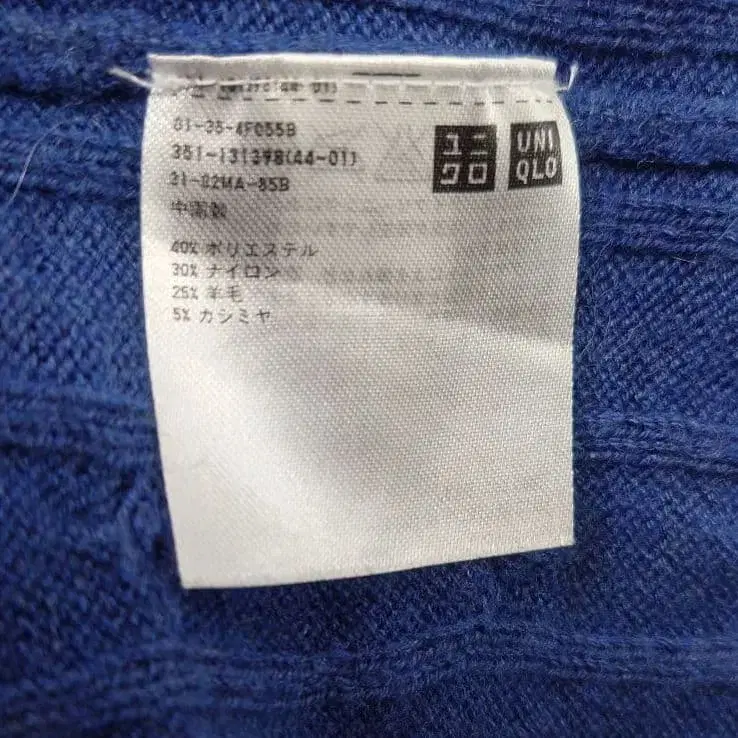 01-35-4F055B
351-131398(44-01)
31-02MA-85B
中国製
40% ポリエステル
30% ナイロン
25% 羊毛
5% カシミヤ
ユニ
クロ
UNI
QLO